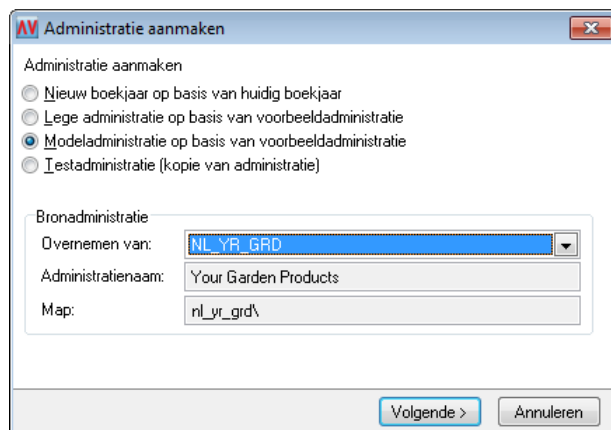 AV Administratie aanmaken
Administratie aanmaken
Nieuw boekjaar op basis van huidig boekjaar
Lege administratie op basis van voorbeeldadministratie
Modeladministratie op basis van voorbeeldadministratie
Testadministratie (kopie van administratie)
Bronadministratie
Overnemen van: NL_YR_GRD
Administratienaam: Your Garden Products
Map: nl_yr_grd\
Volgende > Annuleren